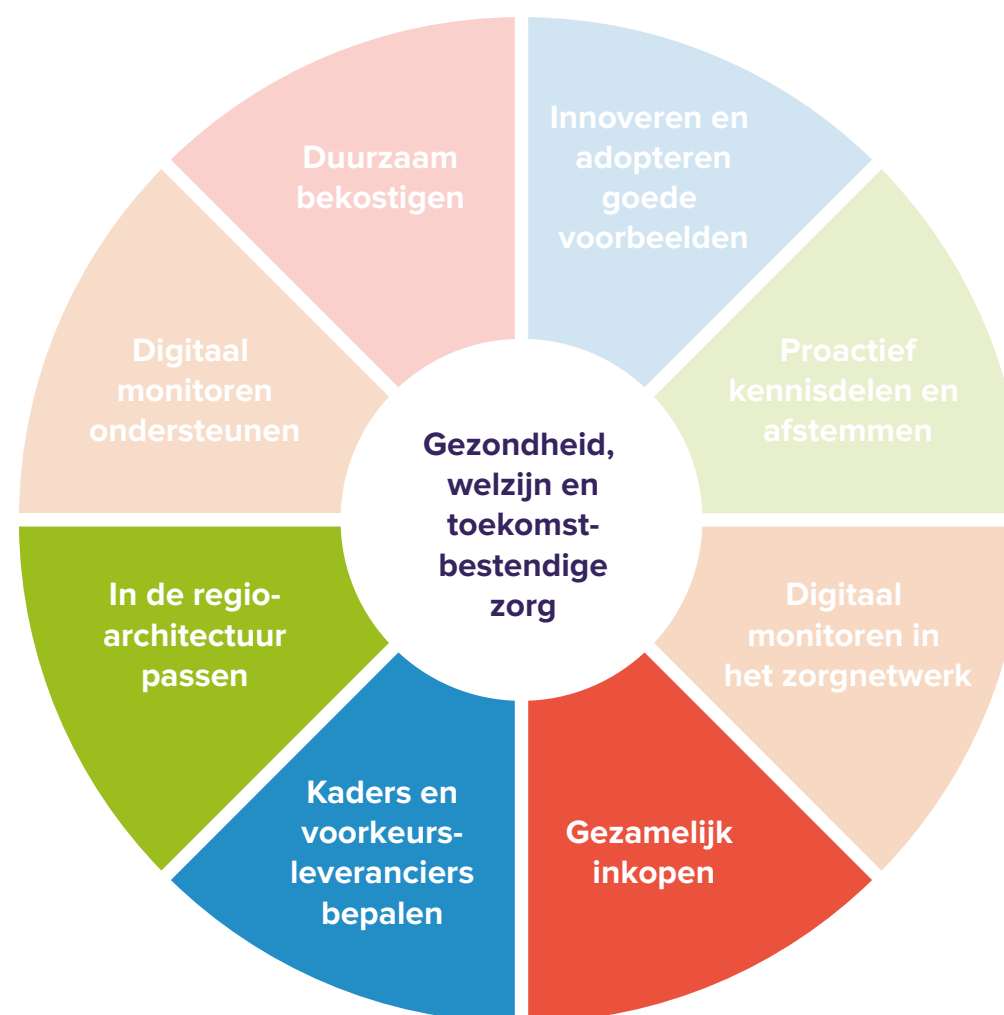 Innoveren en
adopteren
goede
voorbeelden
Proactief
kennisdelen en
afstemmen
Digitaal
monitoren in
het zorgnetwerk
Gezamelijk
inkopen
Kaders en
voorkeurs-
leveranciers
bepalen
In de regio-
architectuur
passen
Digitaal
monitoren
ondersteunen
Duurzaam
bekostigen
Gezondheid,
welzijn en
toekomst-
bestendige
zorg